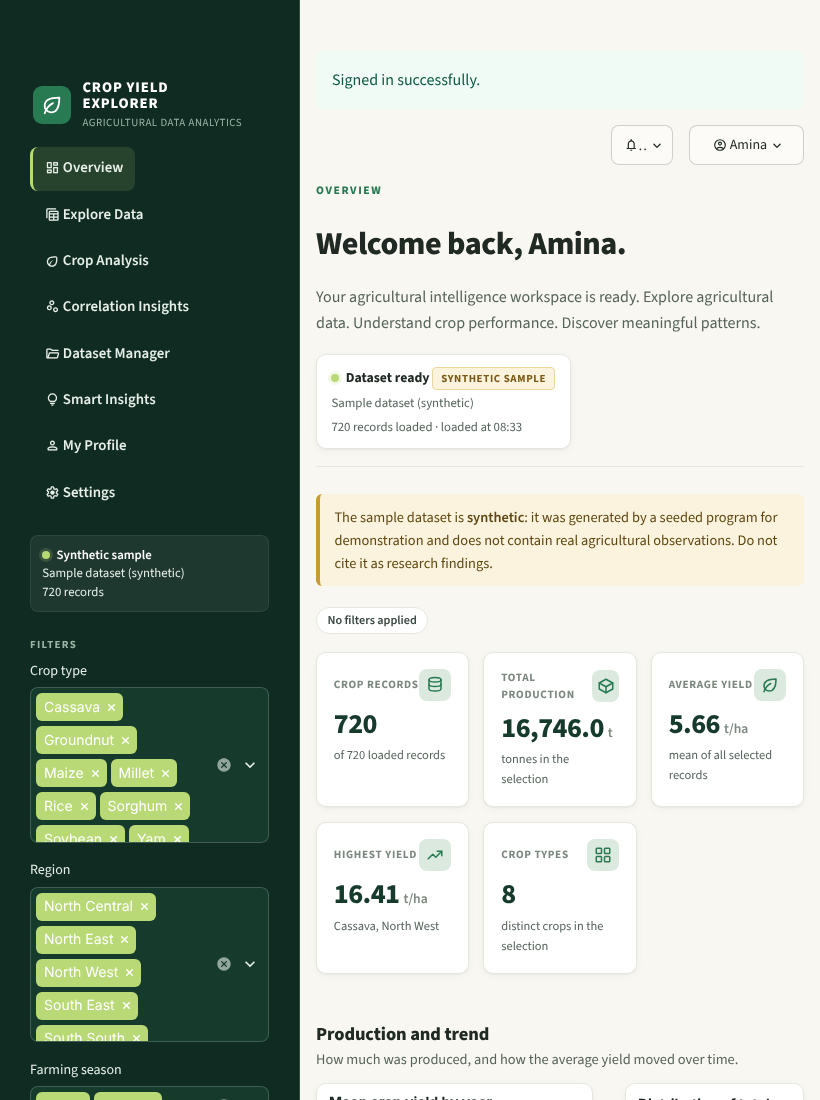 CROP YIELD
EXPLORER
AGRICULTURAL DATA ANALYTICS
Overview
Explore Data
Crop Analysis
Correlation Insights
Dataset Manager
Smart Insights
My Profile
Settings
Synthetic sample
Sample dataset (synthetic)
720 records
FILTERS
Crop type
Cassava ×
Groundnut ×
Maize × Millet ×
Rice × Sorghum ×
Soybean × Yam ×
Region
North Central ×
North East ×
North West ×
South East ×
South South ×
Farming season
Signed in successfully.
.. Amina
OVERVIEW
Welcome back, Amina.
Your agricultural intelligence workspace is ready. Explore agricultural
data. Understand crop performance. Discover meaningful patterns.
Dataset ready SYNTHETIC SAMPLE
Sample dataset (synthetic)
720 records loaded · loaded at 08:33
The sample dataset is synthetic: it was generated by a seeded program for
demonstration and does not contain real agricultural observations. Do not
cite it as research findings.
No filters applied
CROP RECORDS
720
of 720 loaded records
TOTAL
PRODUCTION
16,746.0 t
tonnes in the
selection
AVERAGE YIELD
5.66 t/ha
mean of all selected
records
HIGHEST YIELD
16.41 t/ha
Cassava, North West
CROP TYPES
8
distinct crops in the
selection
Production and trend
How much was produced, and how the average yield moved over time.
Mean crop yield by year